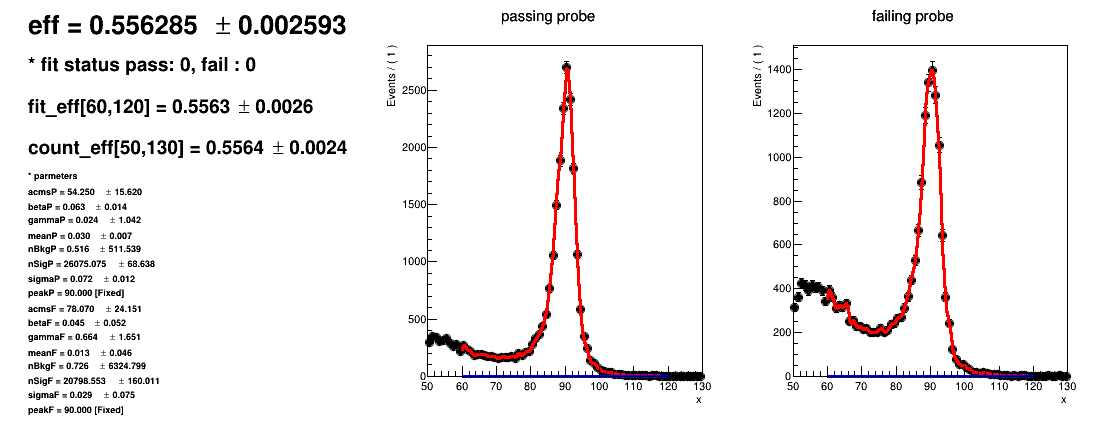 eff = 0.556285 ± 0.002593
* fit status pass: 0, fail : 0
fit_eff[60,120] = 0.5563 ± 0.0026
count_eff[50,130] = 0.5564 ± 0.0024
* parmeters
acmsP = 54.250 ± 15.620
betaP = 0.063 ± 0.014
gammaP = 0.024 ± 1.042
meanP = 0.030 ± 0.007
nBkgP = 0.516 ± 511.539
nSigP = 26075.075 ± 68.638
sigmaP = 0.072 ± 0.012
peakP = 90.000 [Fixed]
acmsF = 78.070 ± 24.151
betaF = 0.045 ± 0.052
gammaF = 0.664 ± 1.651
meanF = 0.013 ± 0.046
nBkgF = 0.726 ± 6324.799
nSigF = 20798.553 ± 160.011
sigmaF = 0.029 ± 0.075
peakF = 90.000 [Fixed]
passing probe
Events / ( 1 )
2500
2000
1500
1000
500
0
50 60 70 80 90 100 110 120 130
x
failing probe
Events / ( 1 )
1400
1200
1000
800
600
400
200
0
50 60 70 80 90 100 110 120 130
x